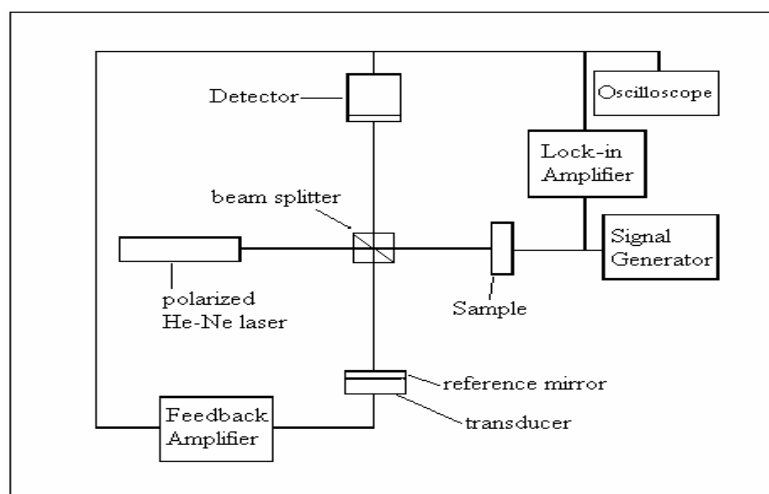 Detector
Oscilloscope
Lock-in
Amplifier
beam splitter
Signal
Generator
polarized
He-Ne laser
Sample
reference mirror
transducer
Feedback
Amplifier